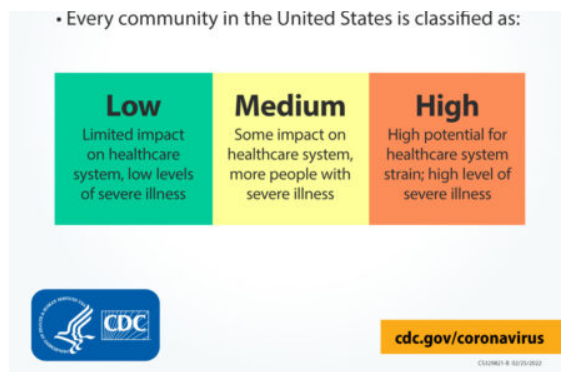 • Every community in the United States is classified as:
Low
Limited impact
on healthcare
system, low levels
of severe illness
Medium
Some impact on
healthcare system,
more people with
severe illness
High
High potential for
healthcare system
strain; high level of
severe illness
CDC
cdc.gov/coronavirus